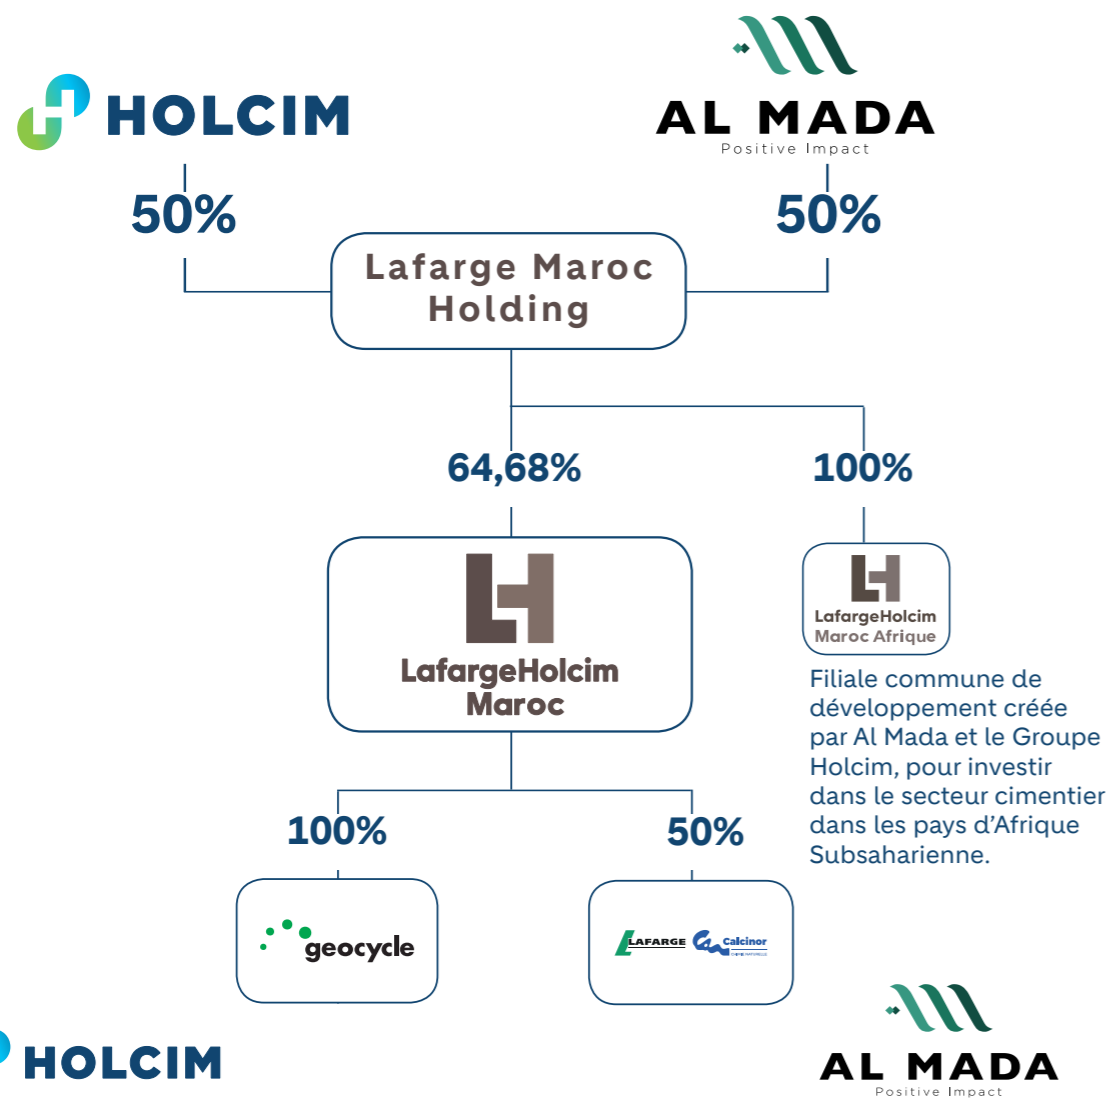 HOLCIM
AL MADA
Positive Impact
50%
50%
Lafarge Maroc
Holding
64,68%
100%
LafargeHolcim
Maroc
LafargeHolcim
Maroc Afrique
Filiale commune de
développement créée
par Al Mada et le Groupe
Holcim, pour investir
dans le secteur cimentier
dans les pays d’Afrique
Subsaharienne.
100%
50%
geocycle
LAFARGE
Calcinor
HOLCIM
AL MADA
Positive Impact